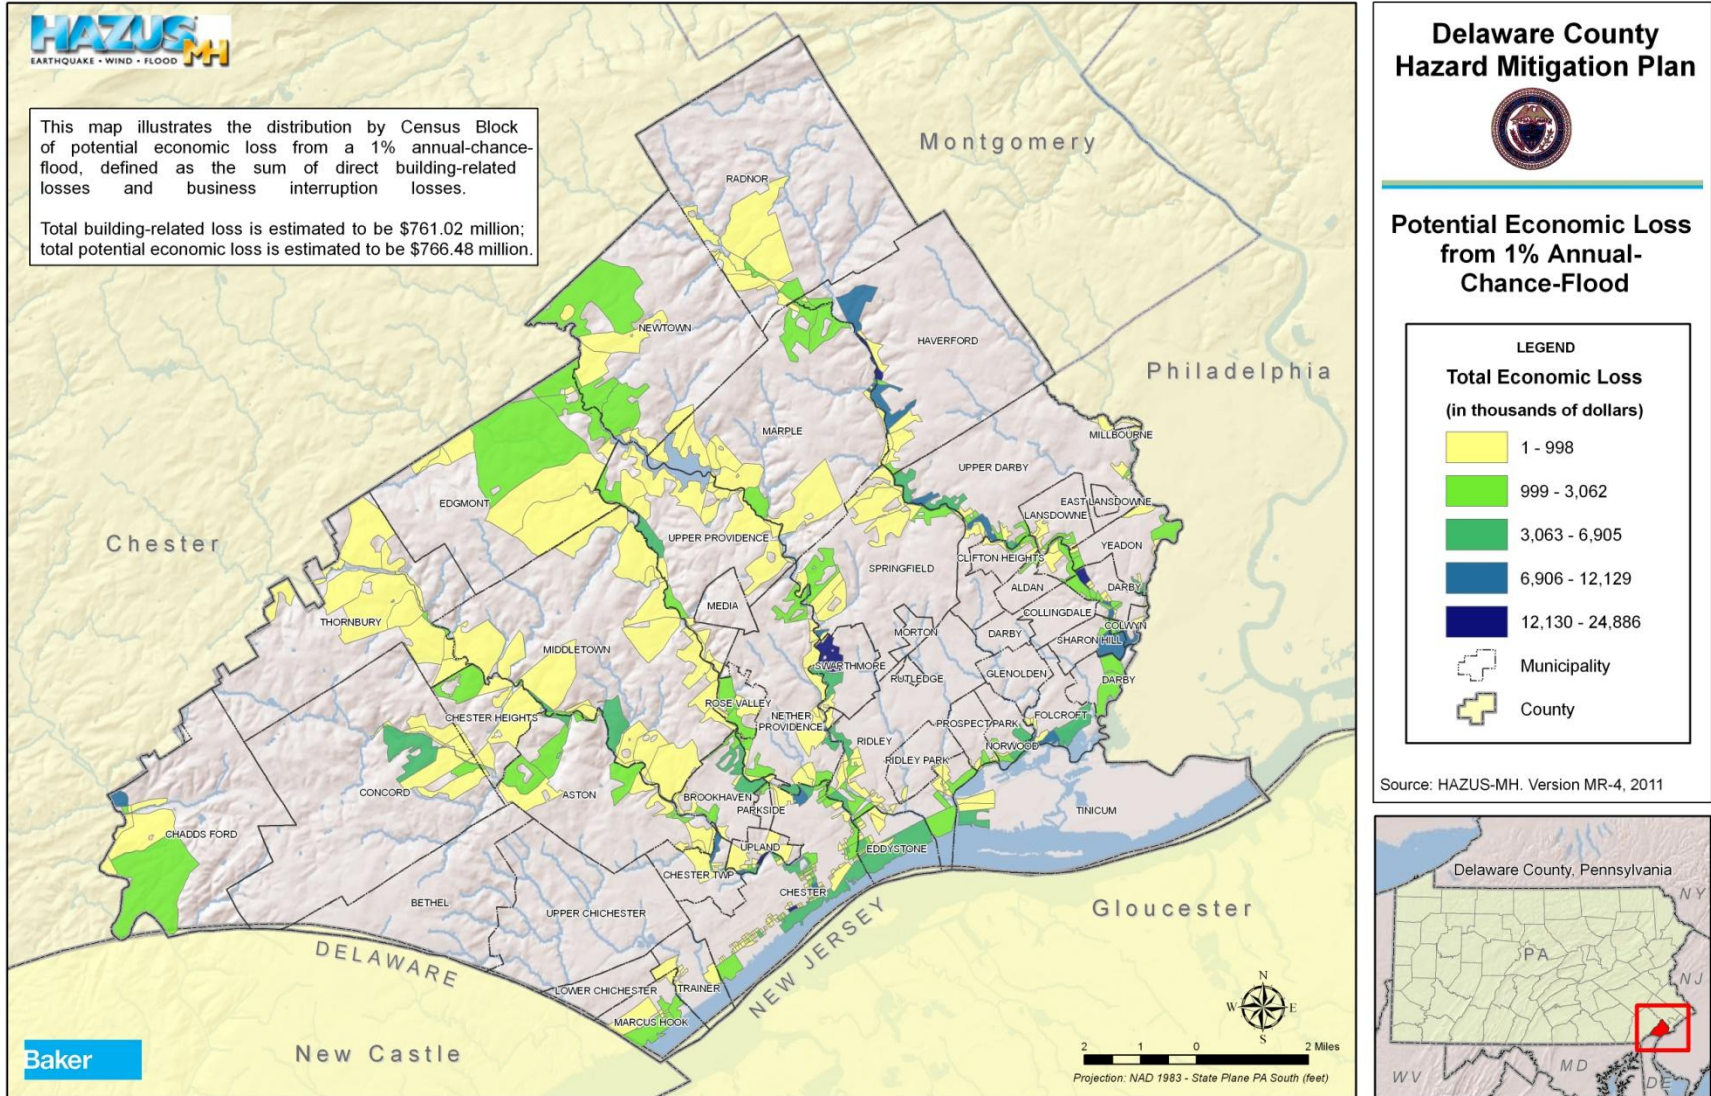 HAZUS MH
EARTHQUAKE • WIND • FLOOD
This map illustrates the distribution by Census Block
of potential economic loss from a 1% annual-chance-
flood, defined as the sum of direct building-related
losses and business interruption losses.
Total building-related loss is estimated to be $761.02 million;
total potential economic loss is estimated to be $766.48 million.
Montgomery
Philadelphia
Chester
Gloucester
New Castle
DELAWARE
NEW JERSEY
RADNOR
NEWTOWN
HAVERFORD
MARPLE
MILLBOURNE
UPPER DARBY
EAST LANSDOWNE
LANSDOWNE
EDGMONT
UPPER PROVIDENCE
YEADON
CLIFTON HEIGHTS
SPRINGFIELD
ALDAN
DARBY
MEDIA
COLLINGDALE
THORNBURY
COLWYN
MORTON
DARBY
SHARON HILL
MIDDLETOWN
SWARTHMORE
RUTLEDGE
GLENOLDEN
DARBY
ROSE VALLEY
CHESTER HEIGHTS
NETHER
PROVIDENCE
PROSPECT PARK
FOLCROFT
RIDLEY
NORWOOD
RIDLEY PARK
CONCORD
ASTON
BROOKHAVEN
PARKSIDE
TINICUM
CHADDS FORD
UPLAND
EDDYSTONE
CHESTER TWP
CHESTER
BETHEL
UPPER CHICHESTER
LOWER CHICHESTER
TRAINER
MARCUS HOOK
Baker
N
W
E
S
2 1 0 2 Miles
Projection: NAD 1983 - State Plane PA South (feet)
Delaware County
Hazard Mitigation Plan
Potential Economic Loss
from 1% Annual-
Chance-Flood
LEGEND
Total Economic Loss
(in thousands of dollars)
1 - 998
999 - 3,062
3,063 - 6,905
6,906 - 12,129
12,130 - 24,886
Municipality
County
Source: HAZUS-MH. Version MR-4, 2011
Delaware County, Pennsylvania
NY
PA
NJ
MD
WV
DE